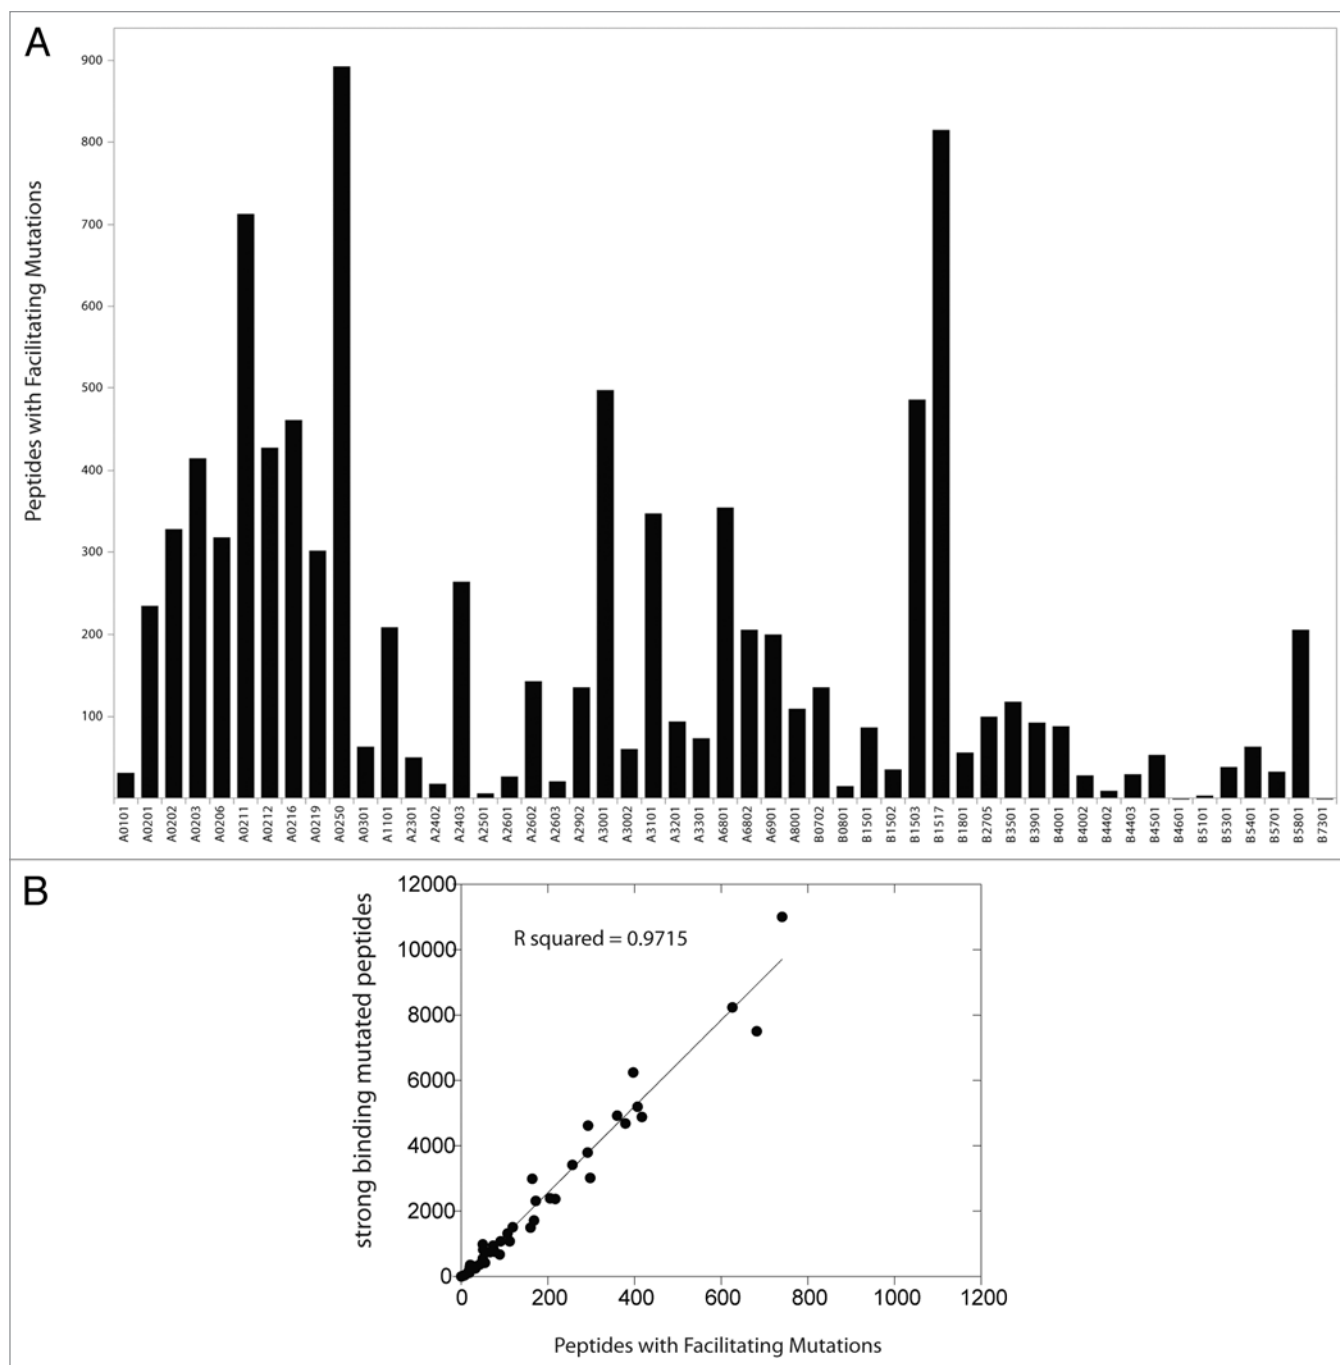 A
Peptides with Facilitating Mutations
900
800
700
600
500
400
300
200
100
A0101
A0201
A0202
A0203
A0206
A0211
A0212
A0216
A0219
A0250
A0301
A1101
A2301
A2402
A2403
A2501
A2601
A2602
A2603
A2902
A3001
A3002
A3101
A3201
A3301
A6801
A6802
A6901
A8001
B0702
B0801
B1501
B1502
B1503
B1517
B1801
B2705
B3501
B3901
B4001
B4002
B4402
B4403
B4501
B4601
B5101
B5301
B5401
B5701
B5801
B7301
B
strong binding mutated peptides
12000
10000
8000
6000
4000
2000
0
R squared = 0.9715
0 200 400 600 800 1000 1200
Peptides with Facilitating Mutations